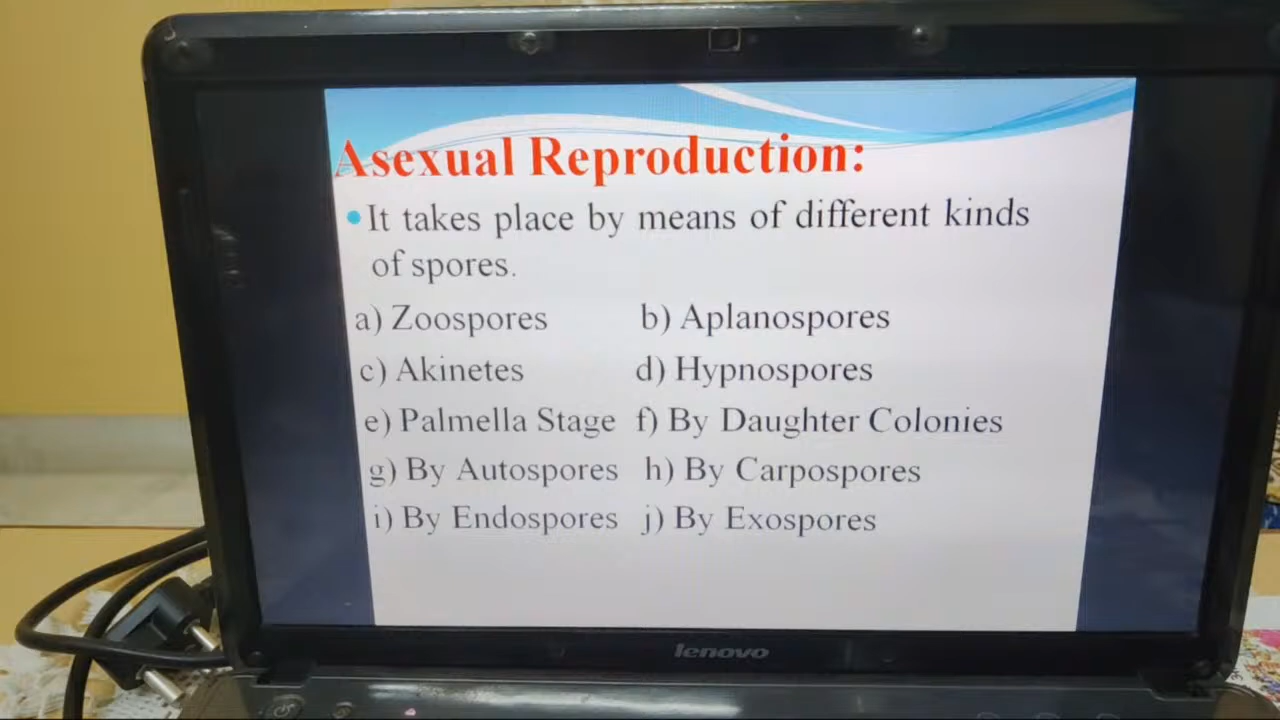 Asexual Reproduction:
•It takes place by means of different kinds
of spores.
a) Zoospores b) Aplanospores
c) Akinetes d) Hypnospores
e) Palmella Stage f) By Daughter Colonies
g) By Autospores h) By Carpospores
i) By Endospores j) By Exospores
lenovo